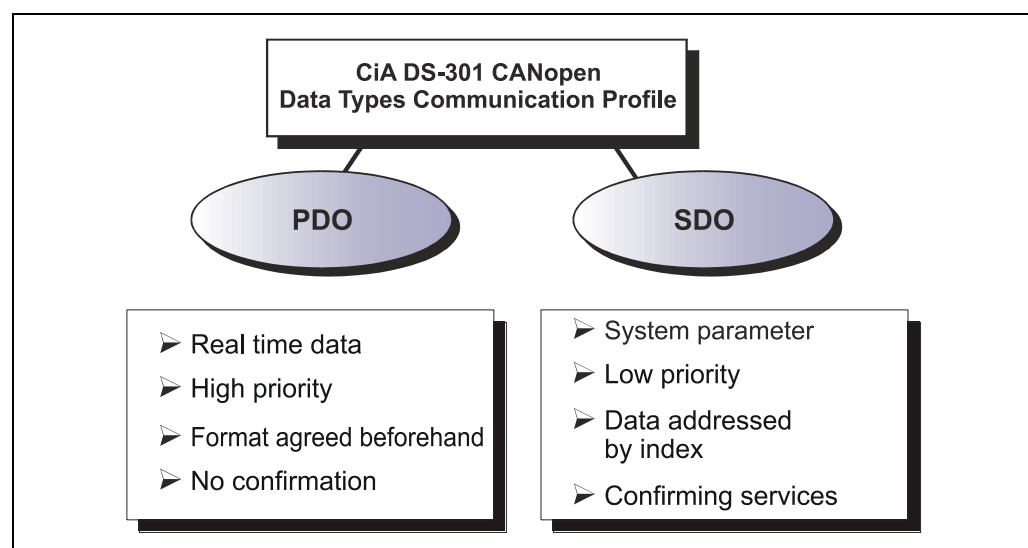 CiA DS-301 CANopen
Data Types Communication Profile
PDO
SDO
Real time data
High priority
Format agreed beforehand
No confirmation
System parameter
Low priority
Data addressed
by index
Confirming services